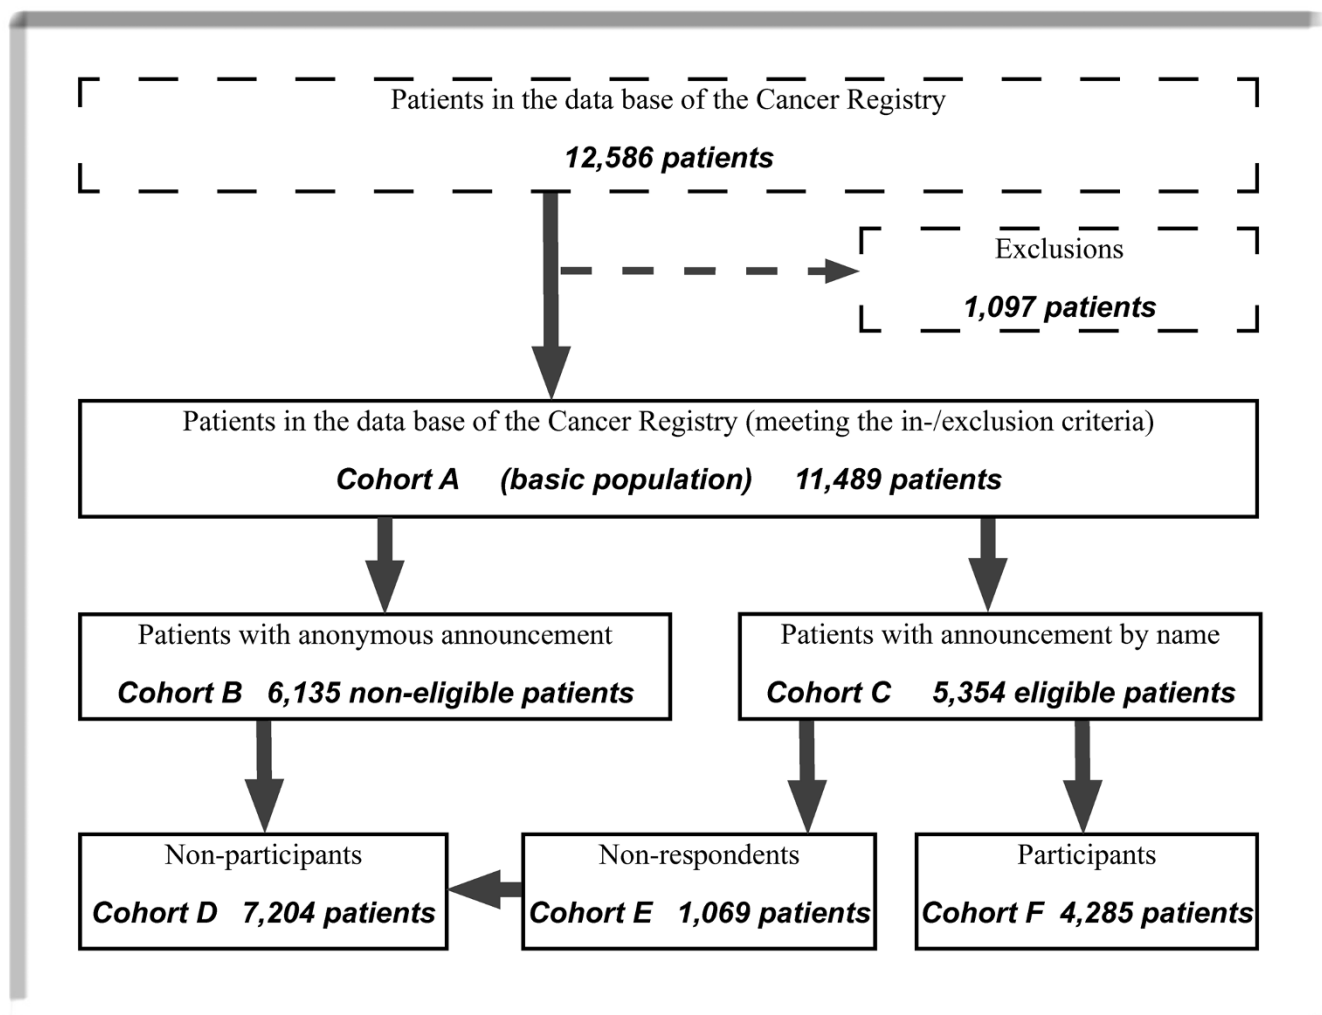 Patients in the data base of the Cancer Registry
12,586 patients
Exclusions
1,097 patients
Patients in the data base of the Cancer Registry (meeting the in-/exclusion criteria)
Cohort A (basic population) 11,489 patients
Patients with anonymous announcement
Cohort B 6,135 non-eligible patients
Patients with announcement by name
Cohort C 5,354 eligible patients
Non-participants
Cohort D 7,204 patients
Non-respondents
Cohort E 1,069 patients
Participants
Cohort F 4,285 patients